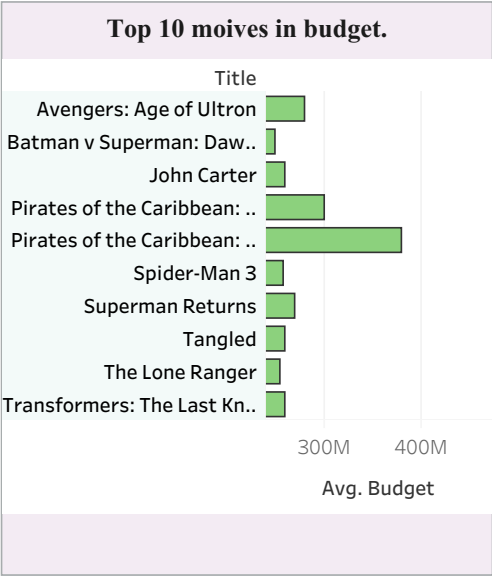 Top 10 moives in budget.
Title
Avengers: Age of Ultron
Batman v Superman: Daw..
John Carter
Pirates of the Caribbean: ..
Pirates of the Caribbean: ..
Spider-Man 3
Superman Returns
Tangled
The Lone Ranger
Transformers: The Last Kn..
300M 400M
Avg. Budget